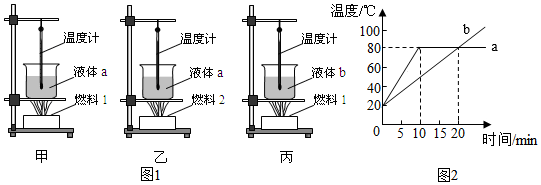 温度计
液体 a
燃料 1
甲
温度计
液体 a
燃料 2
乙
温度计
液体 b
燃料 1
丙
图1
温度/℃
100
80
60
40
20
0
5
10
15
20
时间/min
b
a
图2